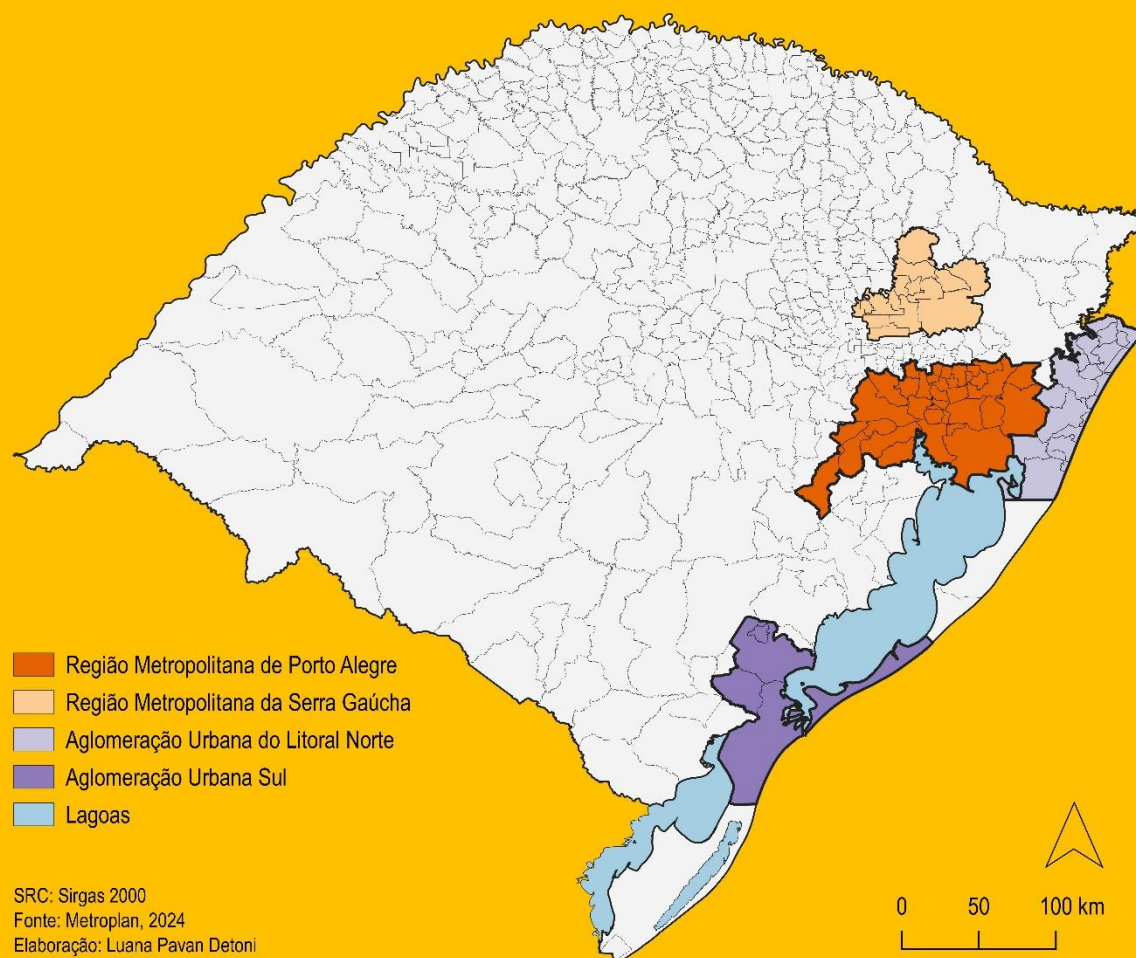 Região Metropolitana de Porto Alegre
Região Metropolitana da Serra Gaúcha
Aglomeração Urbana do Litoral Norte
Aglomeração Urbana Sul
Lagoas
SRC: Sirgas 2000
Fonte: Metroplan, 2024
Elaboração: Luana Pavan Detoni
0 50 100 km